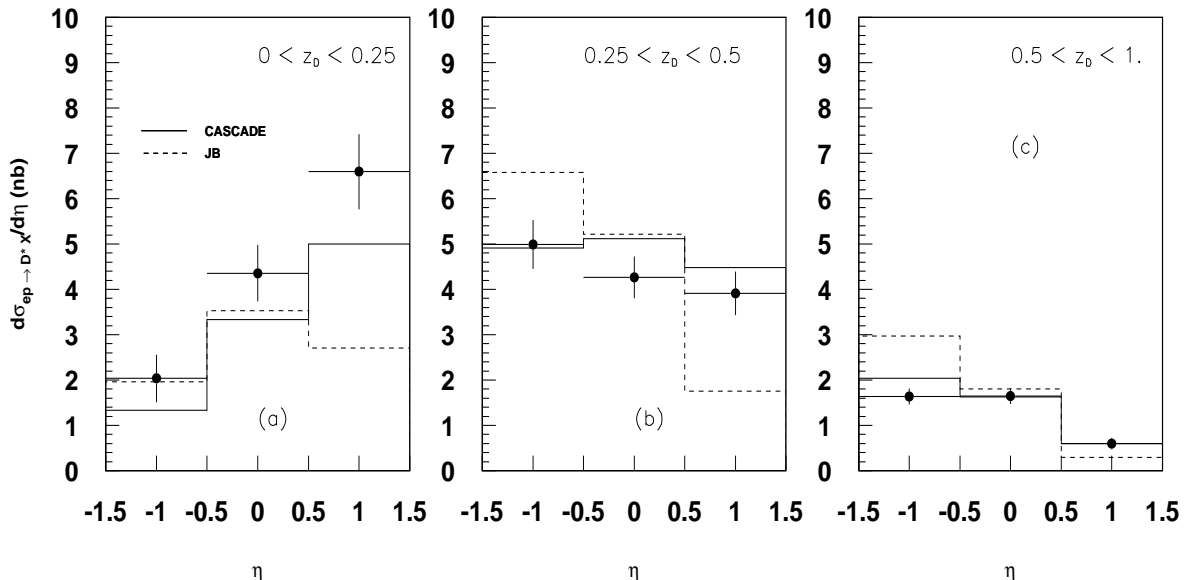 dσ_ep → D* X/dη (nb)
10
9
8
7
6
5
4
3
2
1
0
0 < z_D < 0.25
CASCADE
JB
(a)
-1.5 -1 -0.5 0 0.5 1 1.5
η
10
9
8
7
6
5
4
3
2
1
0
0.25 < z_D < 0.5
(b)
-1.5 -1 -0.5 0 0.5 1 1.5
η
10
9
8
7
6
5
4
3
2
1
0
0.5 < z_D < 1.
(c)
-1.5 -1 -0.5 0 0.5 1 1.5
η